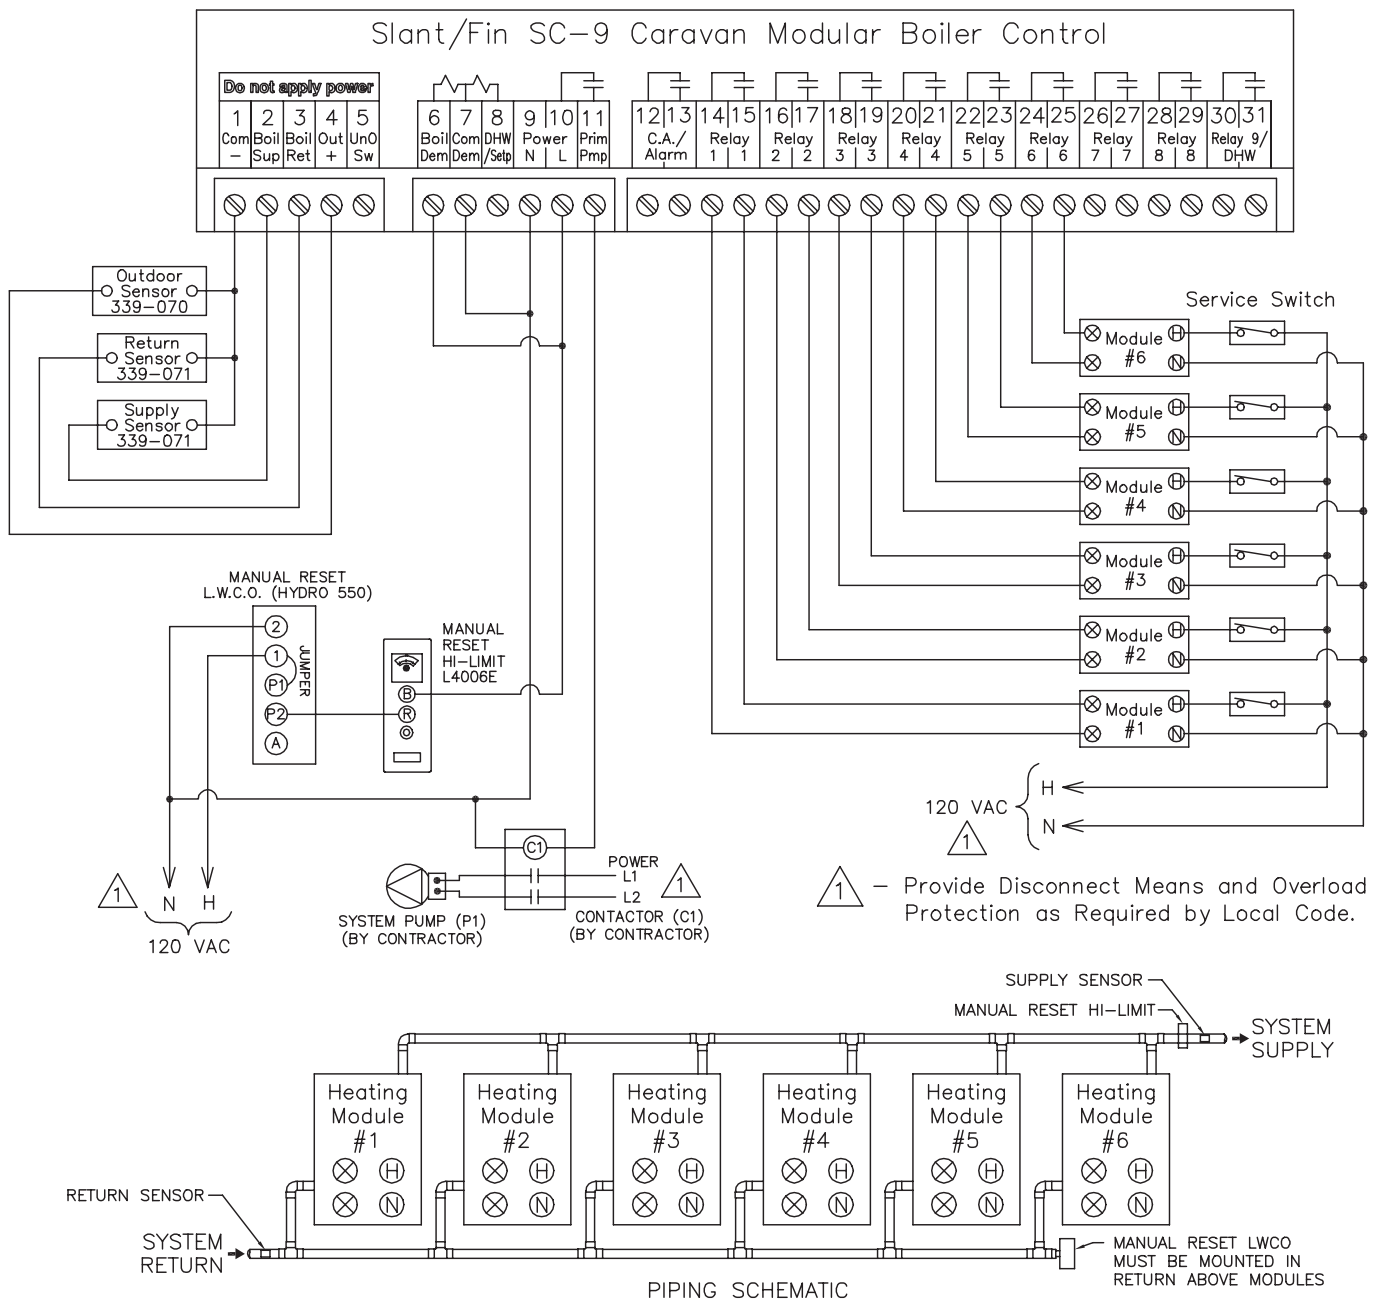 Slant/Fin SC-9 Caravan Modular Boiler Control
Do not apply power
1 2 3 4 5
Com Boil Boil Out Un0
- Sup Ret + Sw
6 7 8 9 10 11
Boil Com DHW Power Prim
Dem Dem /Setp N L Pmp
12 13 14 15 16 17 18 19 20 21 22 23 24 25 26 27 28 29 30 31
C.A./ Relay Relay Relay Relay Relay Relay Relay Relay Relay 9/
Alarm 1 1 2 2 3 3 4 4 5 5 6 6 7 7 8 8 DHW
Outdoor
Sensor
339-070
Return
Sensor
339-071
Supply
Sensor
339-071
Service Switch
Module
#6
H
N
Module
#5
H
N
Module
#4
H
N
Module
#3
H
N
Module
#2
H
N
Module
#1
H
N
MANUAL RESET
L.W.C.O. (HYDRO 550)
2
1
P1
P2
A
JUMPER
MANUAL
RESET
HI-LIMIT
L4006E
B
R
1
N H
120 VAC
C1
POWER
L1
L2
1
SYSTEM PUMP (P1)
(BY CONTRACTOR)
CONTACTOR (C1)
(BY CONTRACTOR)
120 VAC
H
N
1
1 - Provide Disconnect Means and Overload
Protection as Required by Local Code.
SUPPLY SENSOR
MANUAL RESET HI-LIMIT
SYSTEM
SUPPLY
Heating
Module
#1
H
N
Heating
Module
#2
H
N
Heating
Module
#3
H
N
Heating
Module
#4
H
N
Heating
Module
#5
H
N
Heating
Module
#6
H
N
RETURN SENSOR
SYSTEM
RETURN
MANUAL RESET LWCO
MUST BE MOUNTED IN
RETURN ABOVE MODULES
PIPING SCHEMATIC